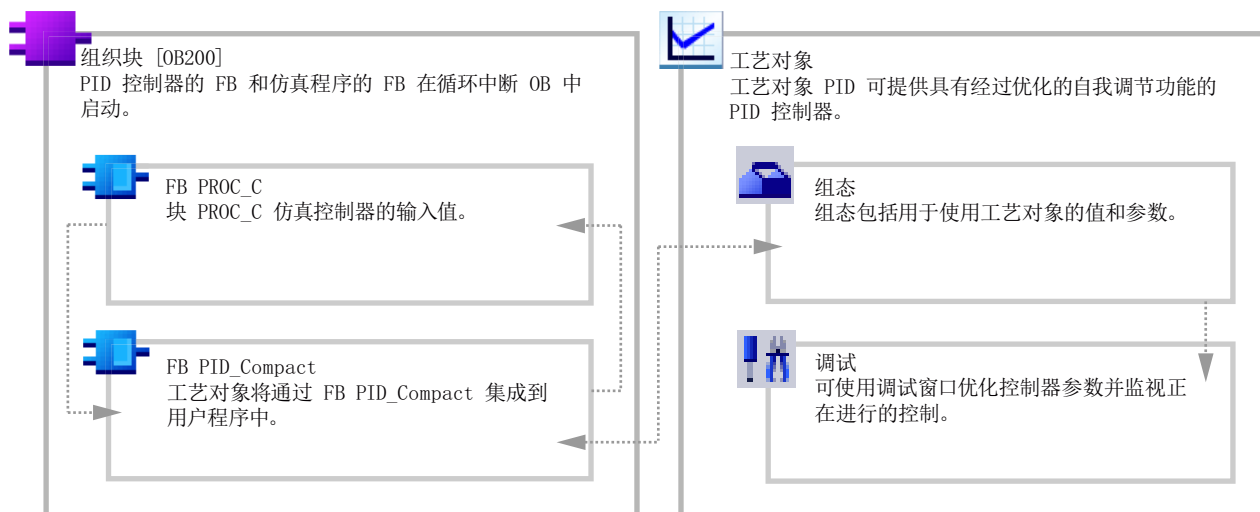 组织块 [OB200]
PID 控制器的 FB 和仿真程序的 FB 在循环中断 OB 中
启动。
FB PROC_C
块 PROC_C 仿真控制器的输入值。
FB PID_Compact
工艺对象将通过 FB PID_Compact 集成到
用户程序中。
工艺对象
工艺对象 PID 可提供具有经过优化的自我调节功能的
PID 控制器。
组态
组态包括用于使用工艺对象的值和参数。
调试
可使用调试窗口优化控制器参数并监视正
在进行的控制。